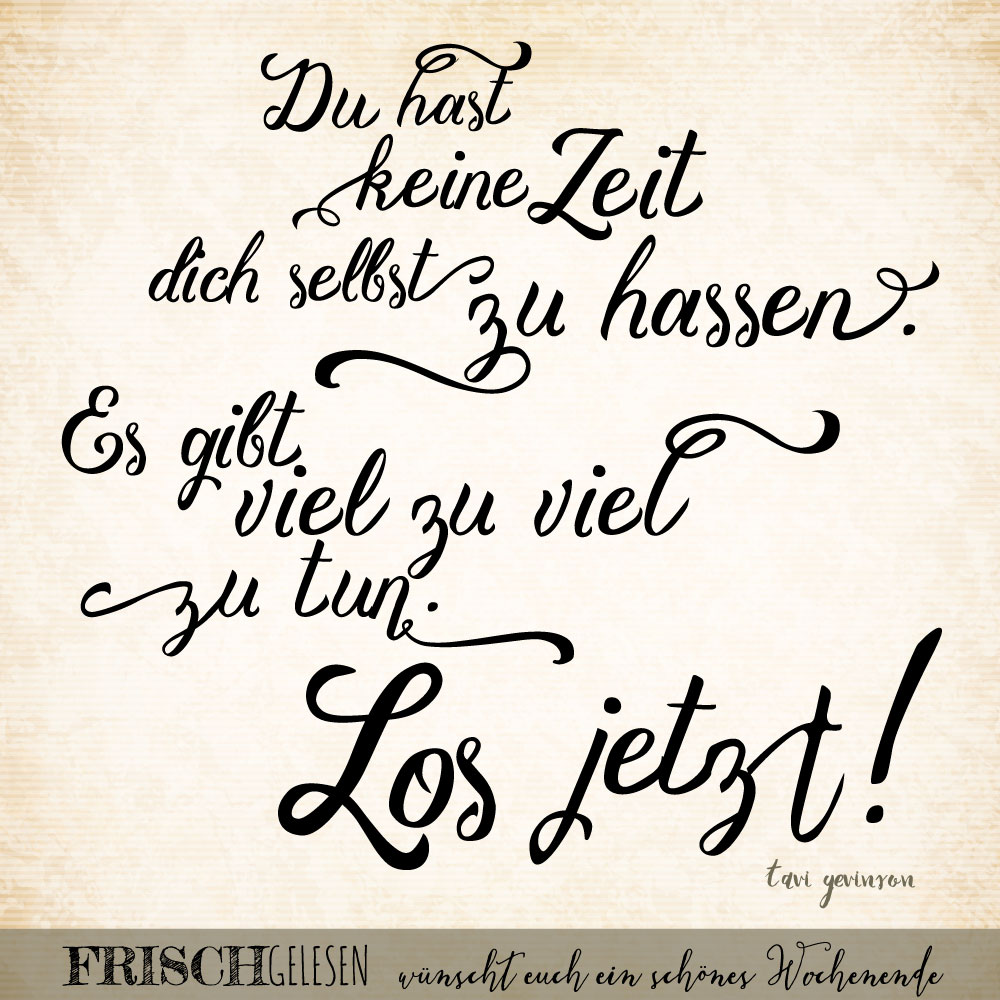 Du hast
keine Zeit
dich selbst zu hassen.
Es gibt
viel zu viel
zu tun.
Los jetzt!
tavi gevinson
FRISCHGELESEN wünscht euch ein schönes Wochenende